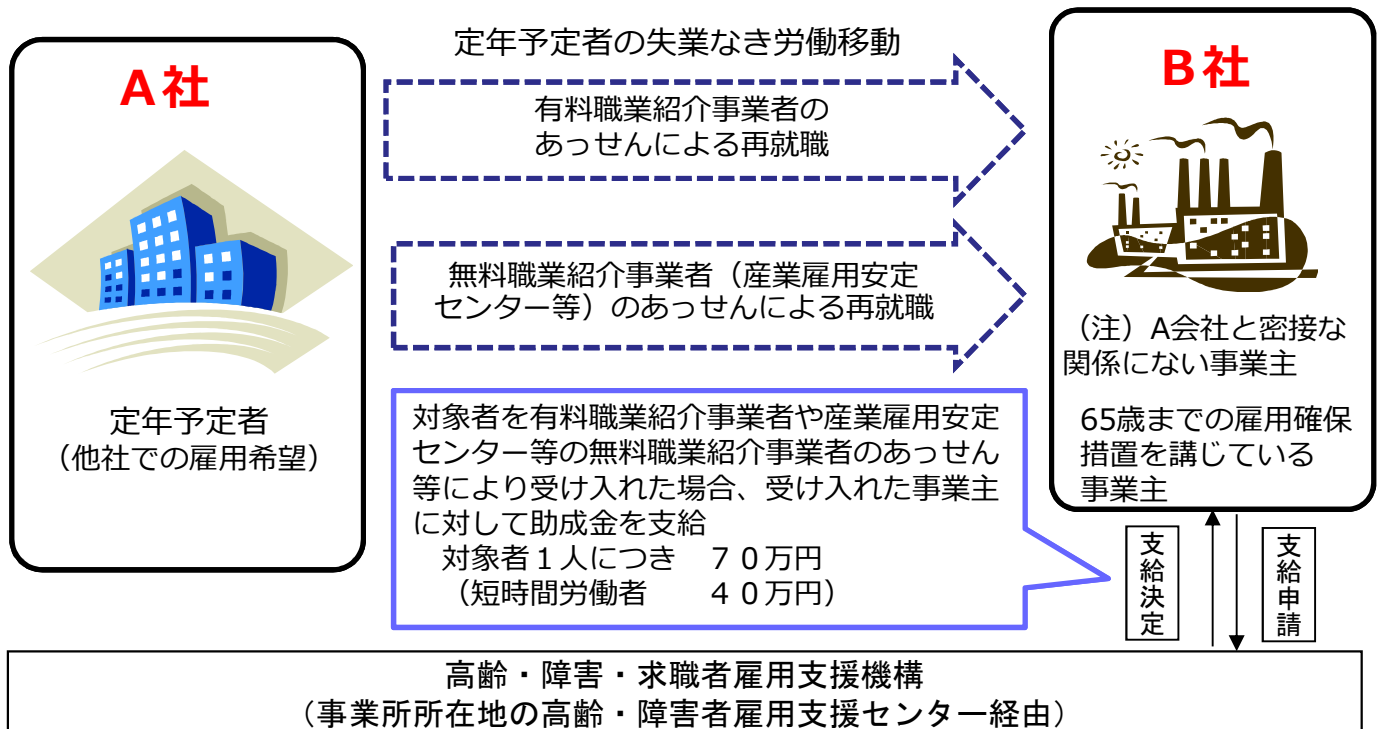 定年予定者の失業なき労働移動
A社
有料職業紹介事業者の
あっせんによる再就職
無料職業紹介事業者（産業雇用安定
センター等）のあっせんによる再就職
B社
定年予定者
（他社での雇用希望）
（注）A会社と密接な
関係にない事業主
65歳までの雇用確保
措置を講じている
事業主
対象者を有料職業紹介事業者や産業雇用安定
センター等の無料職業紹介事業者のあっせん
等により受け入れた場合、受け入れた事業主
に対して助成金を支給
対象者１人につき　７０万円
（短時間労働者　　４０万円）
支給決定
支給申請
高齢・障害・求職者雇用支援機構
（事業所所在地の高齢・障害者雇用支援センター経由）